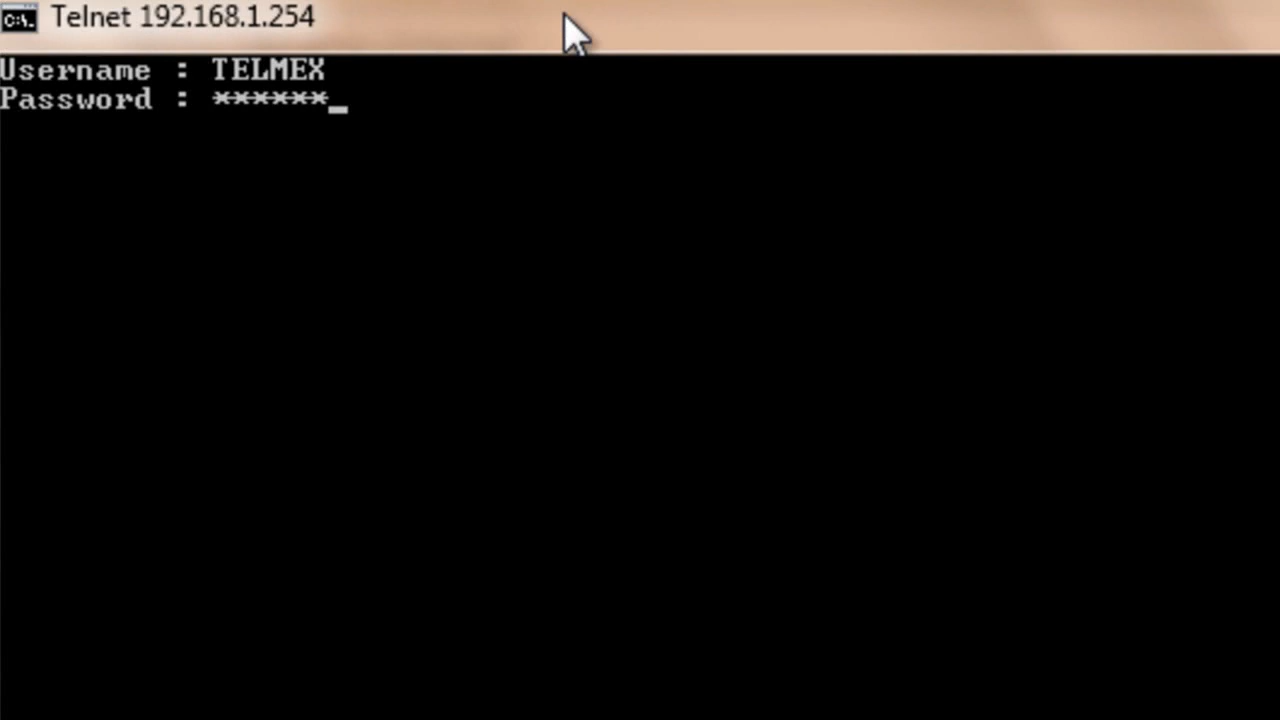 C:\.
Telnet 192.168.1.254
Username : TELMEX
Password : ******_